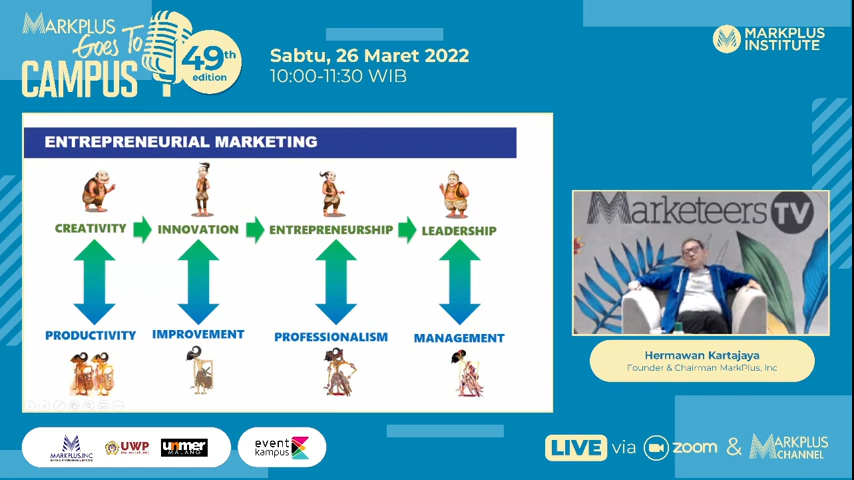 MARKPLUS
Goes To
CAMPUS
49th
edition
Sabtu, 26 Maret 2022
10:00-11:30 WIB
MARKPLUS
INSTITUTE
ENTREPRENEURIAL MARKETING
CREATIVITY
INNOVATION
ENTREPRENEURSHIP
LEADERSHIP
PRODUCTIVITY
IMPROVEMENT
PROFESSIONALISM
MANAGEMENT
Marketeers TV
Hermawan Kartajaya
Founder & Chairman MarkPlus, Inc
MARKPLUS,INC
UWP
unmer
MALANG
event
kampus
LIVE via zoom & MARKPLUS
CHANNEL